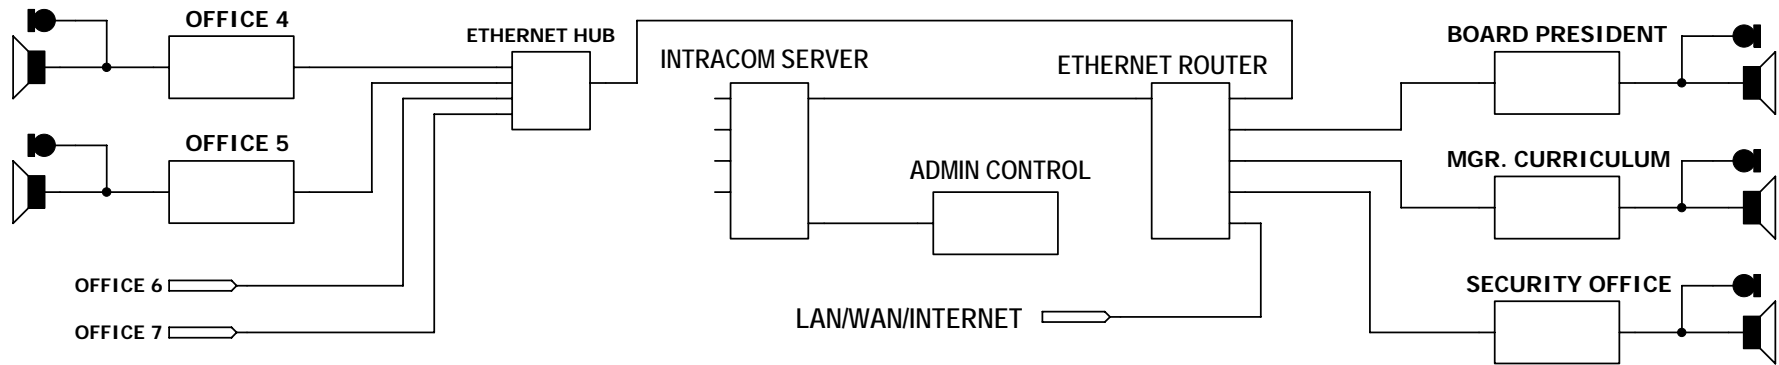 OFFICE 4
ETHERNET HUB
INTRACOM SERVER
ETHERNET ROUTER
BOARD PRESIDENT
OFFICE 5
ADMIN CONTROL
MGR. CURRICULUM
OFFICE 6
OFFICE 7
LAN/WAN/INTERNET
SECURITY OFFICE